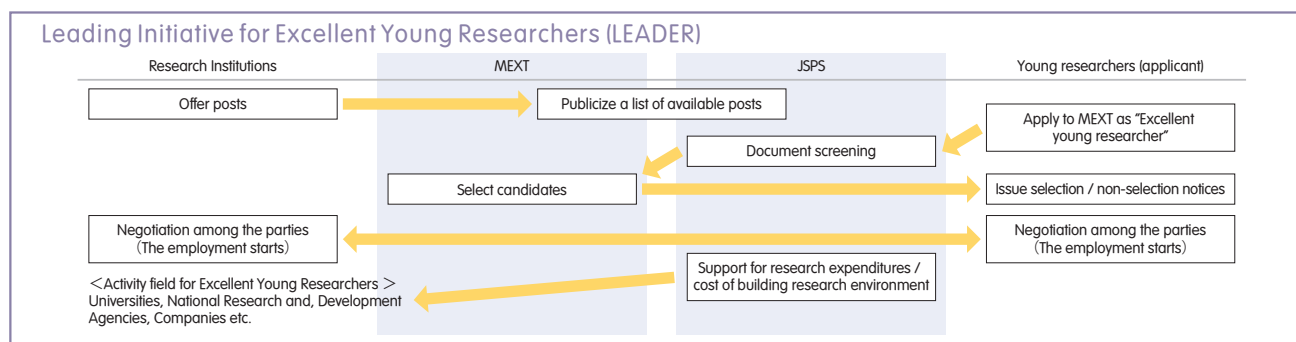 Leading Initiative for Excellent Young Researchers (LEADER)
Research Institutions
MEXT
JSPS
Young researchers (applicant)
Offer posts
Publicize a list of available posts
Apply to MEXT as “Excellent
young researcher”
Document screening
Select candidates
Issue selection / non-selection notices
Negotiation among the parties
(The employment starts)
Negotiation among the parties
(The employment starts)
Support for research expenditures /
cost of building research environment
＜Activity field for Excellent Young Researchers ＞
Universities, National Research and, Development
Agencies, Companies etc.